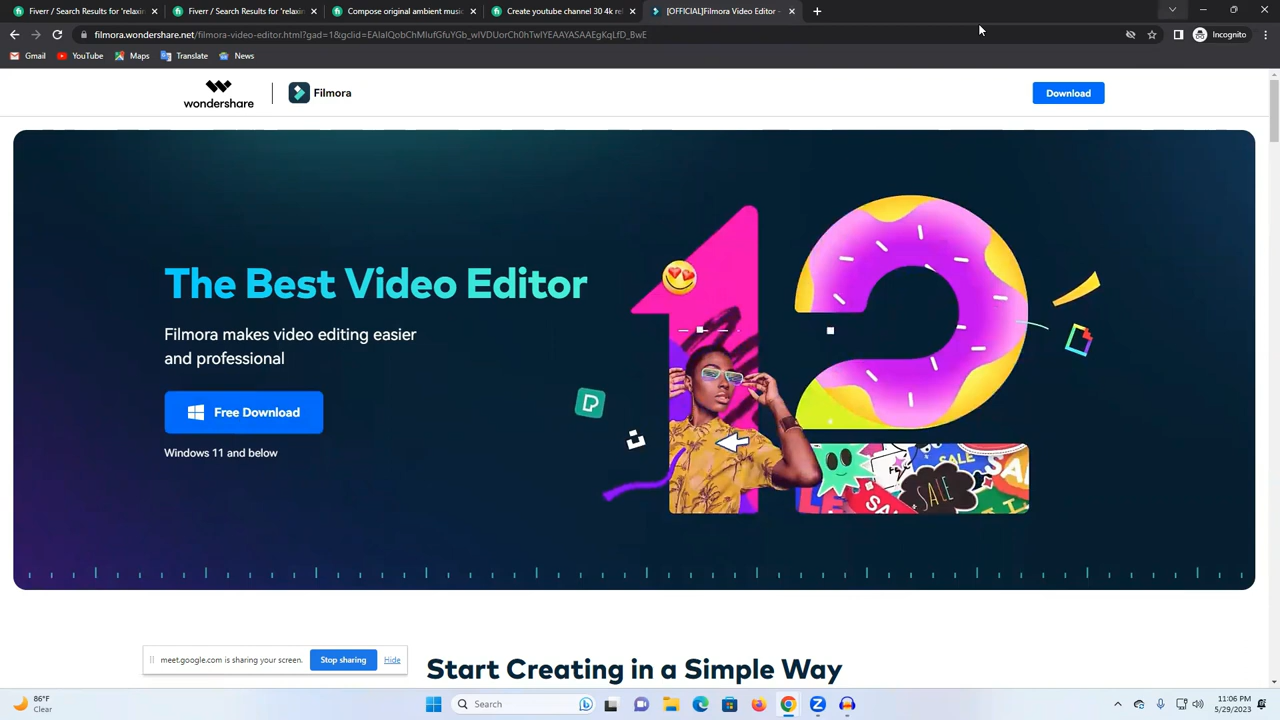 Fiverr / Search Results for 'relaxin
Fiverr / Search Results for 'relaxing
Compose original ambient music
Create youtube channel 30 4k rel
[OFFICIAL]Filmora Video Editor -
filmora.wondershare.net/filmora-video-editor.html?gad=1&gclid=EAIaIQobChMIufGfuYGb_wIVDUorCh0hTwIYEAAYASAAEgKqLfD_BwE
Incognito
Gmail
YouTube
Maps
Translate
News
wondershare
Filmora
Download
The Best Video Editor
Filmora makes video editing easier
and professional
Free Download
Windows 11 and below
SALE
SALE
meet.google.com is sharing your screen.
Stop sharing
Hide
Start Creating in a Simple Way
86°F
Clear
Search
11:06 PM
5/29/2023